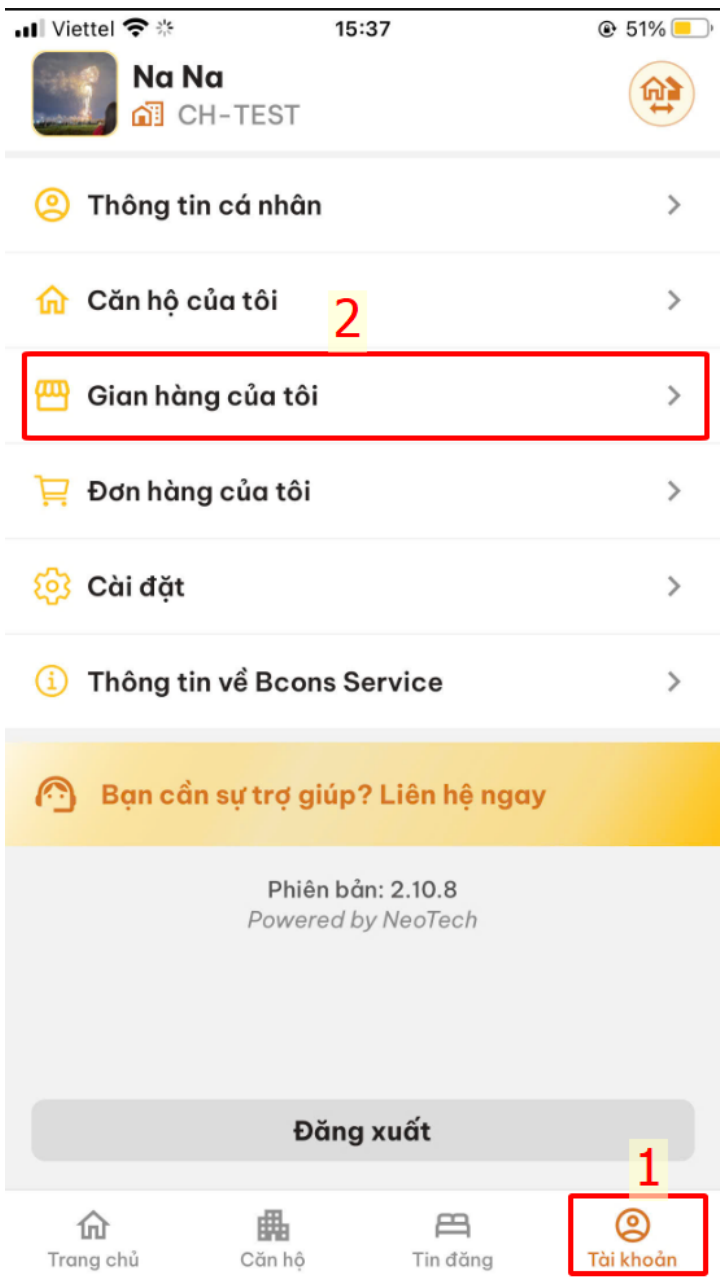 Viettel 15:37 51%
Na Na
CH-TEST
Thông tin cá nhân
Căn hộ của tôi
2
Gian hàng của tôi
Đơn hàng của tôi
Cài đặt
Thông tin về Bcons Service
Bạn cần sự trợ giúp? Liên hệ ngay
Phiên bản: 2.10.8
Powered by NeoTech
Đăng xuất
1
Trang chủ Căn hộ Tin đăng Tài khoản